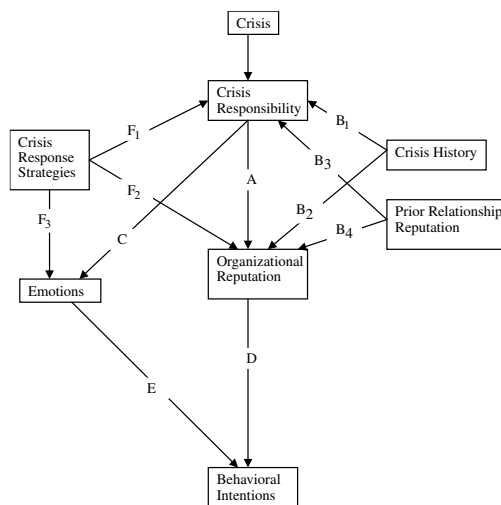 Crisis
Crisis
Responsibility
F1
B1
Crisis
Response
Strategies
Crisis History
B3
A
F2
Prior Relationship
Reputation
B2
F3
B4
C
Organizational
Reputation
Emotions
D
E
Behavioral
Intentions